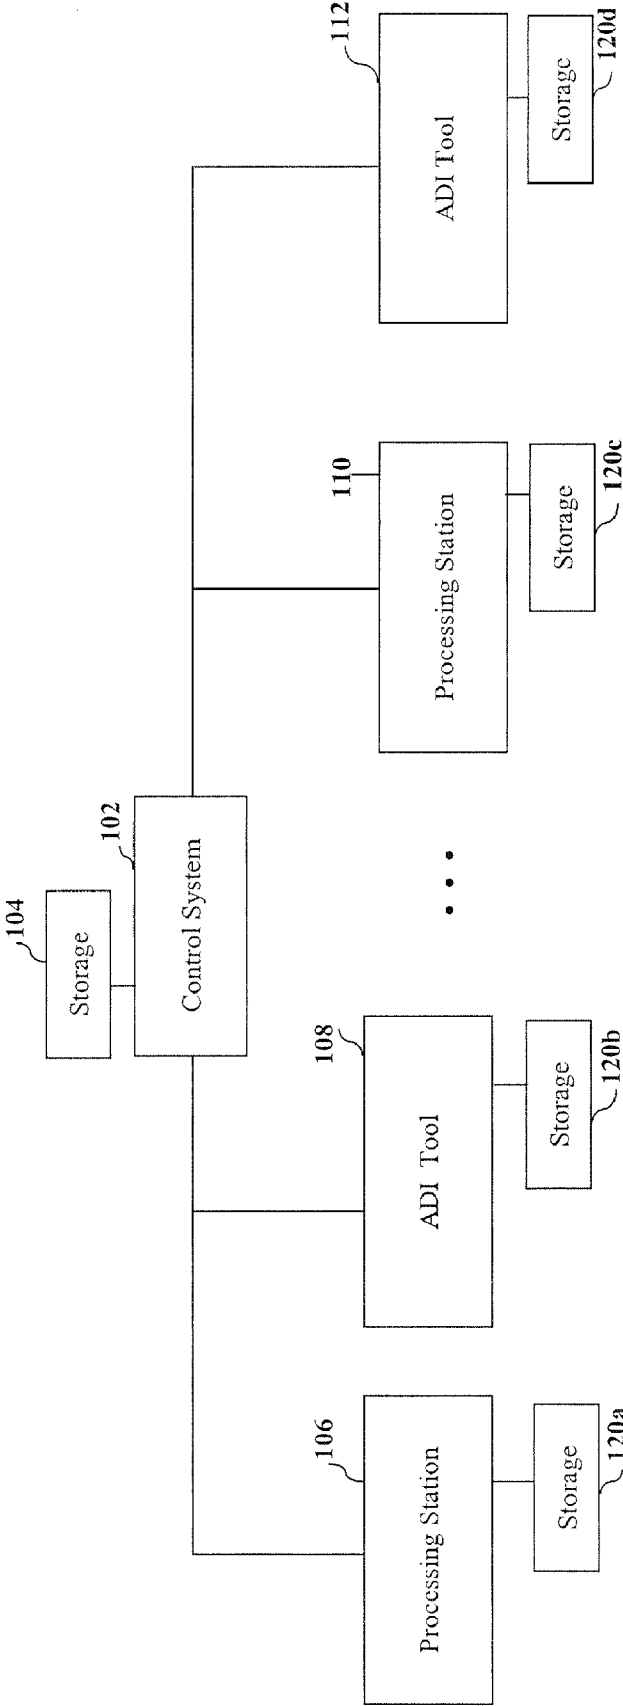 104
Storage
102
Control System
106
Processing Station
108
ADI Tool
110
Processing Station
112
ADI Tool
Storage
120a
Storage
120b
Storage
120c
Storage
120d